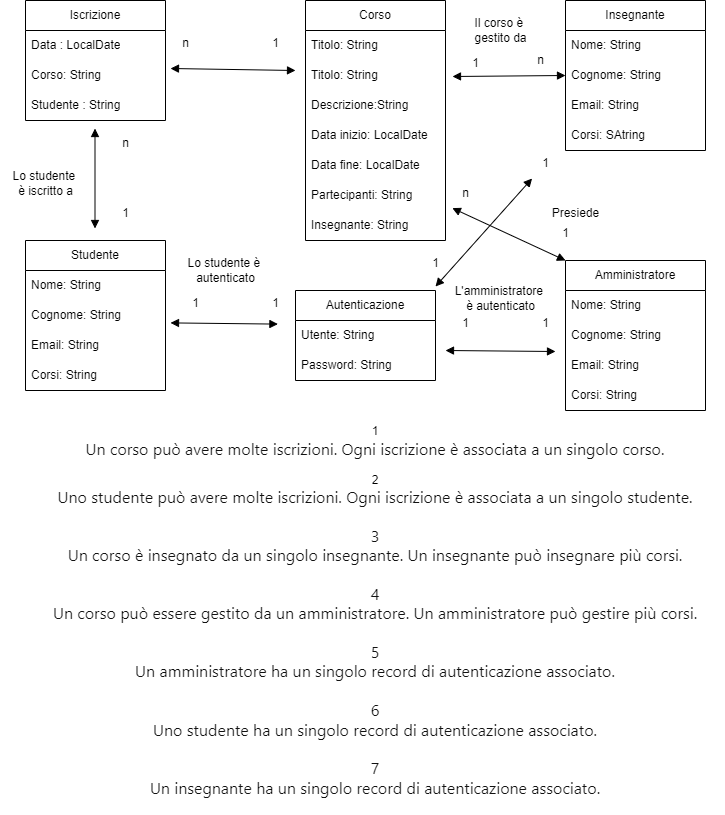 Iscrizione
Data : LocalDate
Corso: String
Studente : String
n
1
Corso
Titolo: String
Titolo: String
Descrizione:String
Data inizio: LocalDate
Data fine: LocalDate
Partecipanti: String
Insegnante: String
Il corso è
gestito da
1
n
Insegnante
Nome: String
Cognome: String
Email: String
Corsi: SAtring
n
Lo studente
è iscritto a
1
1
n
Presiede
1
1
Studente
Nome: String
Cognome: String
Email: String
Corsi: String
Lo studente è
autenticato
1
1
Autenticazione
Utente: String
Password: String
L'amministratore
è autenticato
1
1
Amministratore
Nome: String
Cognome: String
Email: String
Corsi: String
1
Un corso può avere molte iscrizioni. Ogni iscrizione è associata a un singolo corso.
2
Uno studente può avere molte iscrizioni. Ogni iscrizione è associata a un singolo studente.
3
Un corso è insegnato da un singolo insegnante. Un insegnante può insegnare più corsi.
4
Un corso può essere gestito da un amministratore. Un amministratore può gestire più corsi.
5
Un amministratore ha un singolo record di autenticazione associato.
6
Uno studente ha un singolo record di autenticazione associato.
7
Un insegnante ha un singolo record di autenticazione associato.